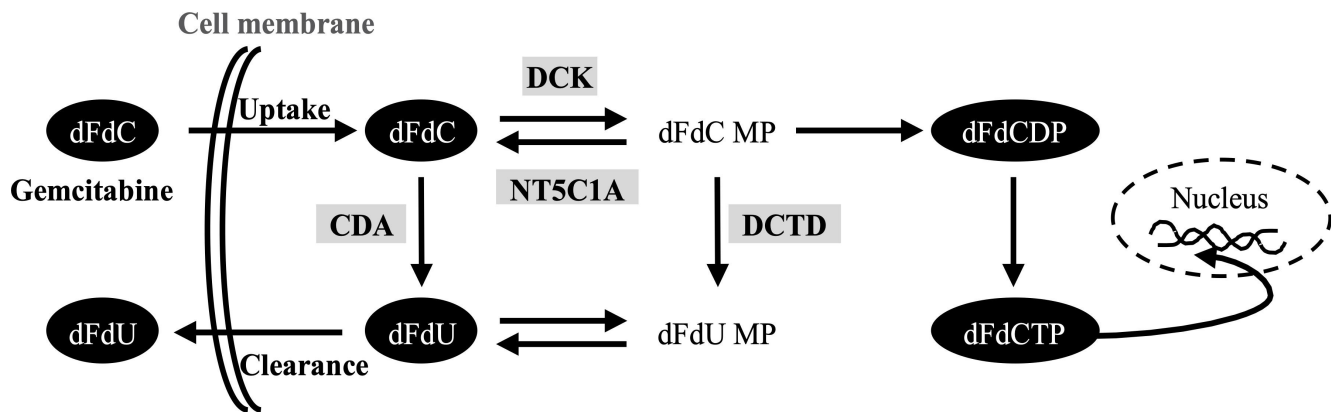 Cell membrane
DCK
dFdC
Uptake
dFdC
dFdC MP
dFdCDP
Gemcitabine
NT5C1A
Nucleus
CDA
DCTD
dFdU
dFdU
dFdU MP
dFdCTP
Clearance